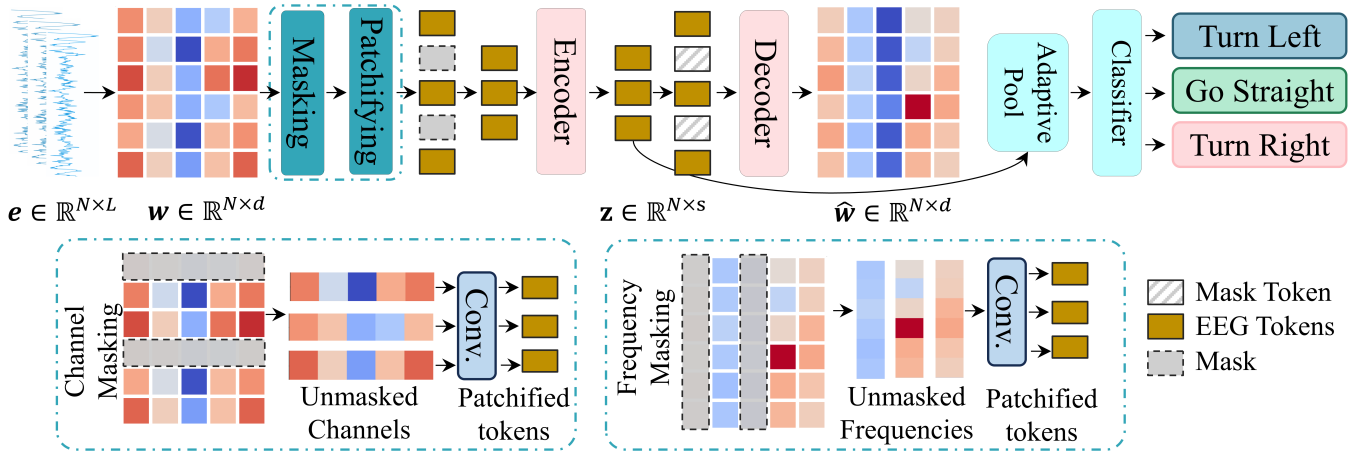 Masking
Patchifying
Encoder
Decoder
Adaptive
Pool
Classifier
Turn Left
Go Straight
Turn Right
𝒆 ∈ ℝ^{N×L}
𝒘 ∈ ℝ^{N×d}
𝐳 ∈ ℝ^{N×s}
𝒘̂ ∈ ℝ^{N×d}
Channel
Masking
Conv.
Unmasked
Channels
Patchified
tokens
Frequency
Masking
Conv.
Unmasked
Frequencies
Patchified
tokens
Mask Token
EEG Tokens
Mask